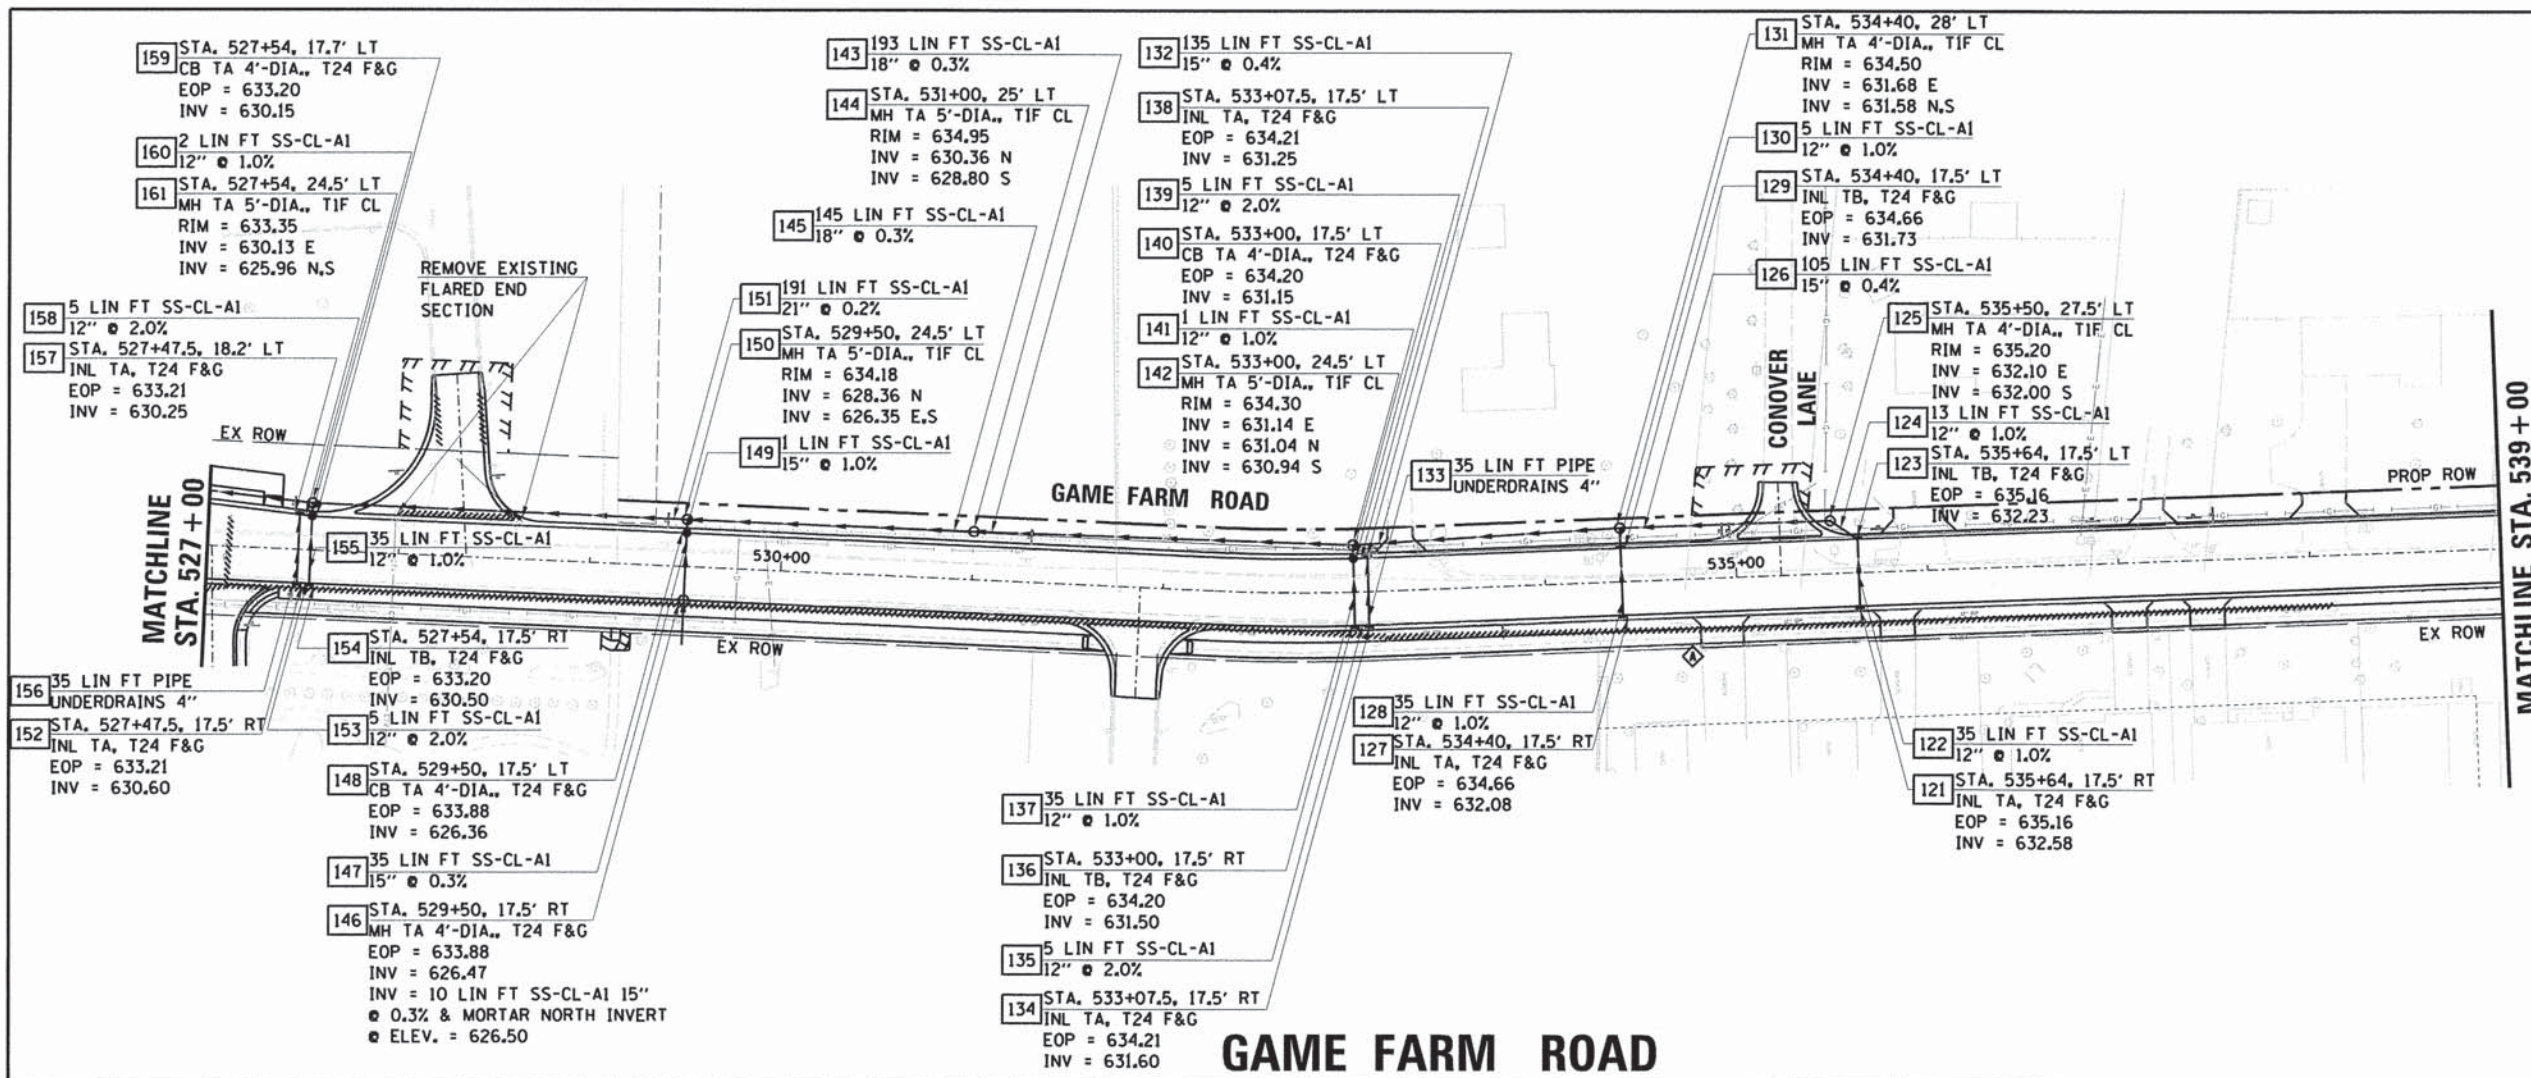 159
STA. 527+54, 17.7' LT
CB TA 4'-DIA., T24 F&G
EOP = 633.20
INV = 630.15
160
2 LIN FT SS-CL-A1
12" @ 1.0%
161
STA. 527+54, 24.5' LT
MH TA 5'-DIA., T1F CL
RIM = 633.35
INV = 630.13 E
INV = 625.96 N,S
REMOVE EXISTING
FLARED END
SECTION
158
5 LIN FT SS-CL-A1
12" @ 2.0%
157
STA. 527+47.5, 18.2' LT
INL TA, T24 F&G
EOP = 633.21
INV = 630.25
EX ROW
143
193 LIN FT SS-CL-A1
18" @ 0.3%
144
STA. 531+00, 25' LT
MH TA 5'-DIA., T1F CL
RIM = 634.95
INV = 630.36 N
INV = 628.80 S
145
145 LIN FT SS-CL-A1
18" @ 0.3%
151
191 LIN FT SS-CL-A1
21" @ 0.2%
150
STA. 529+50, 24.5' LT
MH TA 5'-DIA., T1F CL
RIM = 634.18
INV = 628.36 N
INV = 626.35 E,S
149
1 LIN FT SS-CL-A1
15" @ 1.0%
132
135 LIN FT SS-CL-A1
15" @ 0.4%
138
STA. 533+07.5, 17.5' LT
INL TA, T24 F&G
EOP = 634.21
INV = 631.25
139
5 LIN FT SS-CL-A1
12" @ 2.0%
140
STA. 533+00, 17.5' LT
CB TA 4'-DIA., T24 F&G
EOP = 634.20
INV = 631.15
141
1 LIN FT SS-CL-A1
12" @ 1.0%
142
STA. 533+00, 24.5' LT
MH TA 5'-DIA., T1F CL
RIM = 634.30
INV = 631.14 E
INV = 631.04 N
INV = 630.94 S
133
35 LIN FT PIPE
UNDERDRAINS 4"
131
STA. 534+40, 28' LT
MH TA 4'-DIA., T1F CL
RIM = 634.50
INV = 631.68 E
INV = 631.58 N,S
130
5 LIN FT SS-CL-A1
12" @ 1.0%
129
STA. 534+40, 17.5' LT
INL TB, T24 F&G
EOP = 634.66
INV = 631.73
126
105 LIN FT SS-CL-A1
15" @ 0.4%
125
STA. 535+50, 27.5' LT
MH TA 4'-DIA., T1F CL
RIM = 635.20
INV = 632.10 E
INV = 632.00 S
124
13 LIN FT SS-CL-A1
12" @ 1.0%
123
STA. 535+64, 17.5' LT
INL TB, T24 F&G
EOP = 635.16
INV = 632.23
CONOVER
LANE
PROP ROW
GAME FARM ROAD
MATCHLINE
STA. 527+00
MATCHLINE STA. 539+00
530+00
535+00
155
35 LIN FT SS-CL-A1
12" @ 1.0%
EX ROW
EX ROW
A
154
STA. 527+54, 17.5' RT
INL TB, T24 F&G
EOP = 633.20
INV = 630.50
156
35 LIN FT PIPE
UNDERDRAINS 4"
152
STA. 527+47.5, 17.5' RT
INL TA, T24 F&G
EOP = 633.21
INV = 630.60
153
5 LIN FT SS-CL-A1
12" @ 2.0%
148
STA. 529+50, 17.5' LT
CB TA 4'-DIA., T24 F&G
EOP = 633.88
INV = 626.36
147
35 LIN FT SS-CL-A1
15" @ 0.3%
146
STA. 529+50, 17.5' RT
MH TA 4'-DIA., T24 F&G
EOP = 633.88
INV = 626.47
INV = 10 LIN FT SS-CL-A1 15"
@ 0.3% & MORTAR NORTH INVERT
@ ELEV. = 626.50
137
35 LIN FT SS-CL-A1
12" @ 1.0%
136
STA. 533+00, 17.5' RT
INL TB, T24 F&G
EOP = 634.20
INV = 631.50
135
5 LIN FT SS-CL-A1
12" @ 2.0%
134
STA. 533+07.5, 17.5' RT
INL TA, T24 F&G
EOP = 634.21
INV = 631.60
128
35 LIN FT SS-CL-A1
12" @ 1.0%
127
STA. 534+40, 17.5' RT
INL TA, T24 F&G
EOP = 634.66
INV = 632.08
122
35 LIN FT SS-CL-A1
12" @ 1.0%
121
STA. 535+64, 17.5' RT
INL TA, T24 F&G
EOP = 635.16
INV = 632.58
GAME FARM ROAD